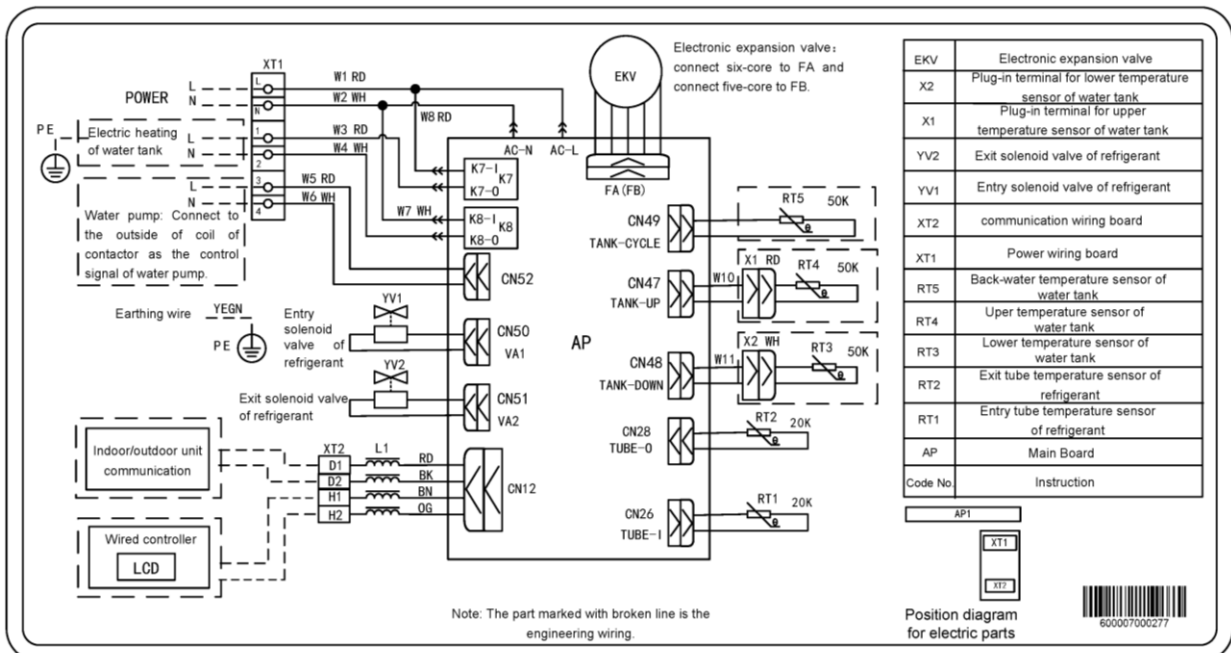 XT1
POWER
L
N
L
N
1
2
3
4
W1 RD
W2 WH
W8 RD
W3 RD
W4 WH
W5 RD
W6 WH
W7 WH
PE
Electric heating
of water tank
L
N
L
N
Water pump: Connect to
the outside of coil of
contactor as the control
signal of water pump.
Earthing wire
YEGN
PE
Entry
solenoid
valve of
refrigerant
YV1
YV2
Exit solenoid valve
of refrigerant
Indoor/outdoor unit
communication
Wired controller
LCD
XT2
D1
D2
H1
H2
L1
RD
BK
BN
OG
AC-N
AC-L
K7-I
K7
K7-O
K8-I
K8
K8-O
CN52
CN50
VA1
CN51
VA2
CN12
AP
EKV
FA(FB)
Electronic expansion valve:
connect six-core to FA and
connect five-core to FB.
CN49
TANK-CYCLE
RT5
50K
θ
CN47
TANK-UP
W10
X1 RD
RT4
50K
θ
CN48
TANK-DOWN
W11
X2 WH
RT3
50K
θ
CN28
TUBE-O
RT2
20K
θ
CN26
TUBE-I
RT1
20K
θ
Note: The part marked with broken line is the
engineering wiring.
EKV Electronic expansion valve
X2 Plug-in terminal for lower temperature
sensor of water tank
X1 Plug-in terminal for upper
temperature sensor of water tank
YV2 Exit solenoid valve of refrigerant
YV1 Entry solenoid valve of refrigerant
XT2 communication wiring board
XT1 Power wiring board
RT5 Back-water temperature sensor of
water tank
RT4 Uper temperature sensor of
water tank
RT3 Lower temperature sensor of
water tank
RT2 Exit tube temperature sensor of
refrigerant
RT1 Entry tube temperature sensor
of refrigerant
AP Main Board
Code No. Instruction
AP1
XT1
XT2
Position diagram
for electric parts
600007000277